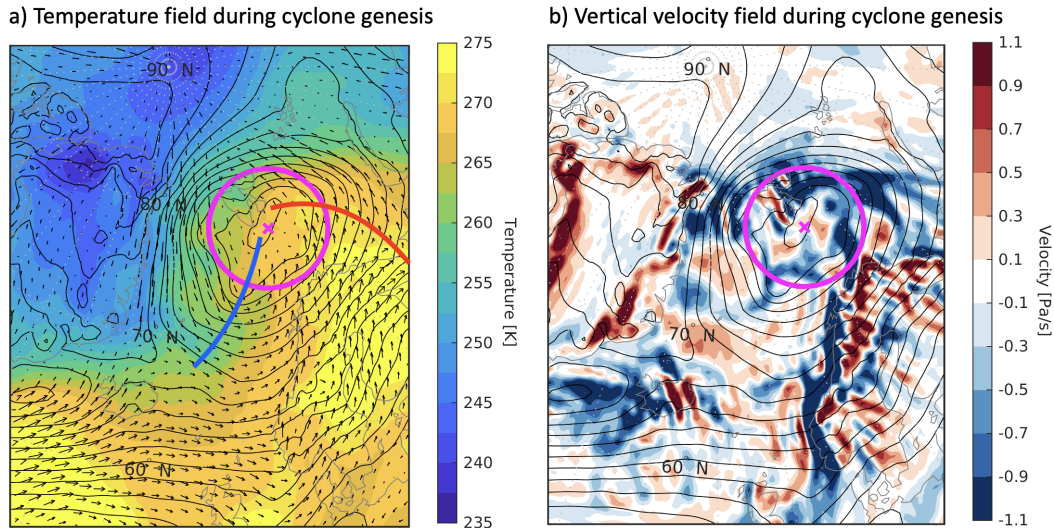 a) Temperature field during cyclone genesis
b) Vertical velocity field during cyclone genesis
90 N
80 N
70 N
60 N
275
270
265
260
255
250
245
240
235
Temperature [K]
90 N
80
70 N
60 N
1.1
0.9
0.7
0.5
0.3
0.1
-0.1
-0.3
-0.5
-0.7
-0.9
-1.1
Velocity [Pa/s]